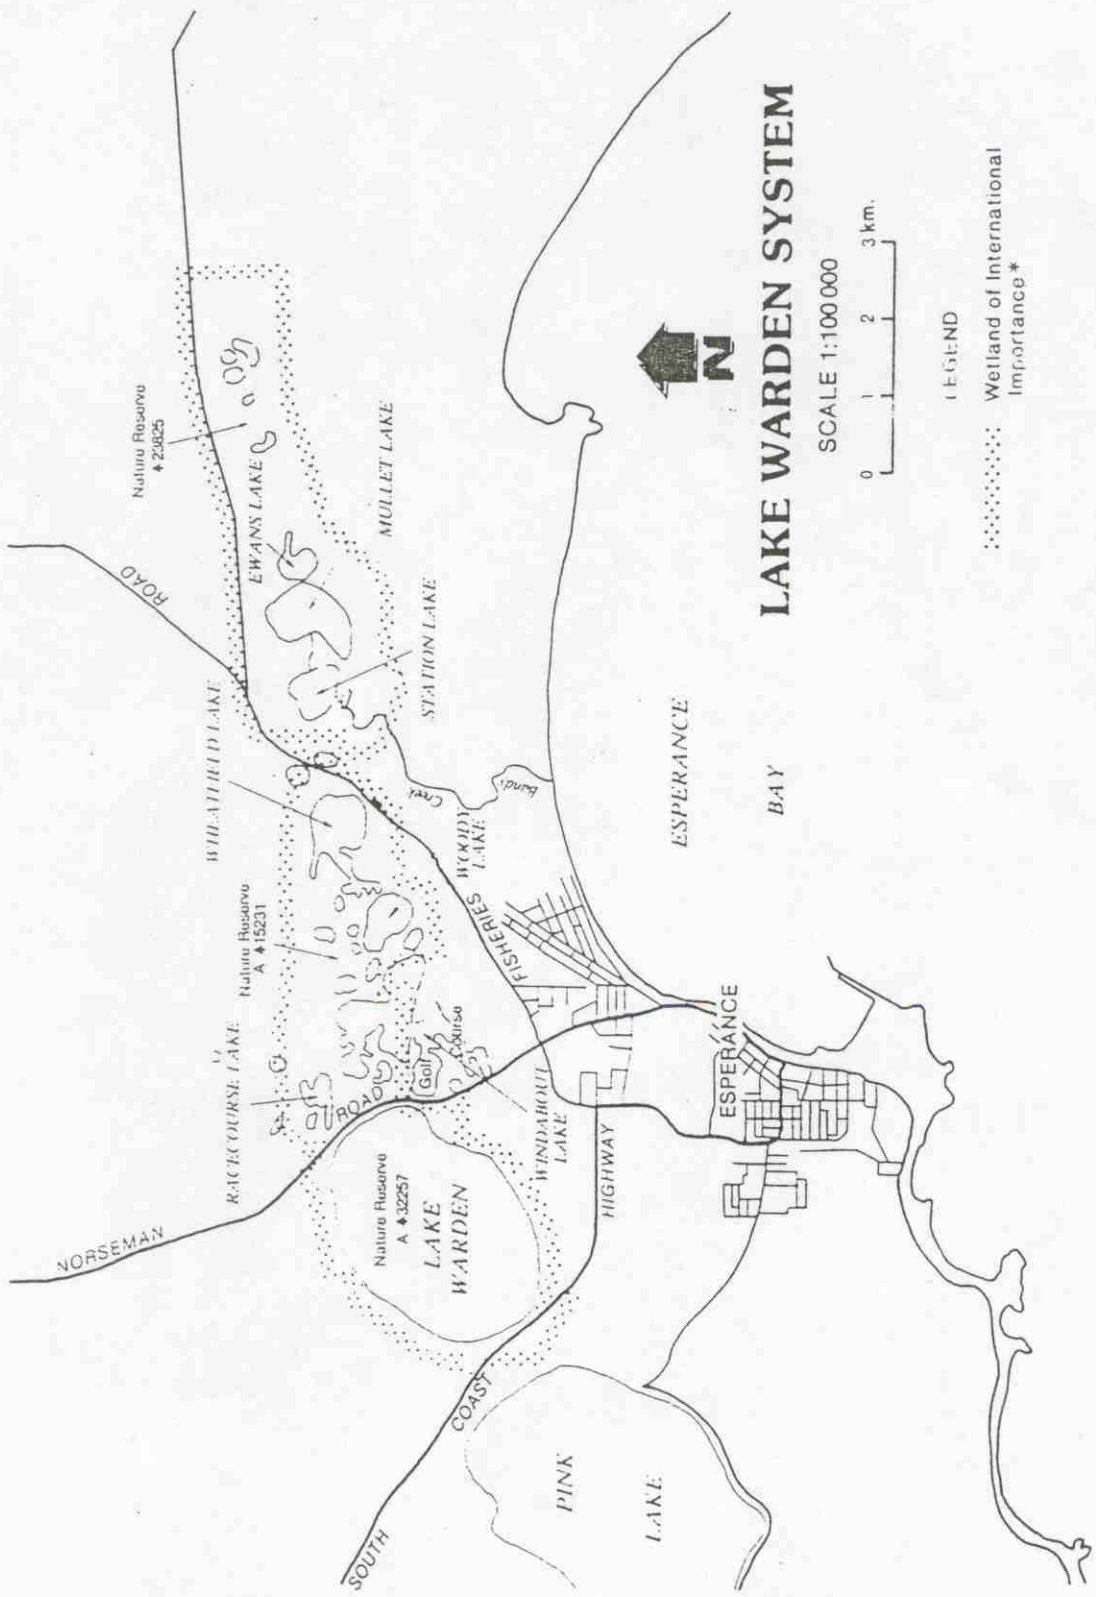 LAKE WARDEN SYSTEM
SCALE 1:100 000
0 1 2 3 km.
LEGEND
Wetland of International
Importance*
N
NORSEMAN
ROAD
RACECOURSE LAKE
Nature Reserve
A #15231
WHEATFIELD LAKE
ROAD
Nature Reserve
#23825
EWANS LAKE
MULLET LAKE
STATION LAKE
Bandy
Creek
WOODY
LAKE
FISHERIES
Golf
Course
WINDABOUT
LAKE
Nature Reserve
A #32257
LAKE
WARDEN
SOUTH
COAST
HIGHWAY
PINK
LAKE
ESPERANCE
ESPERANCE
BAY